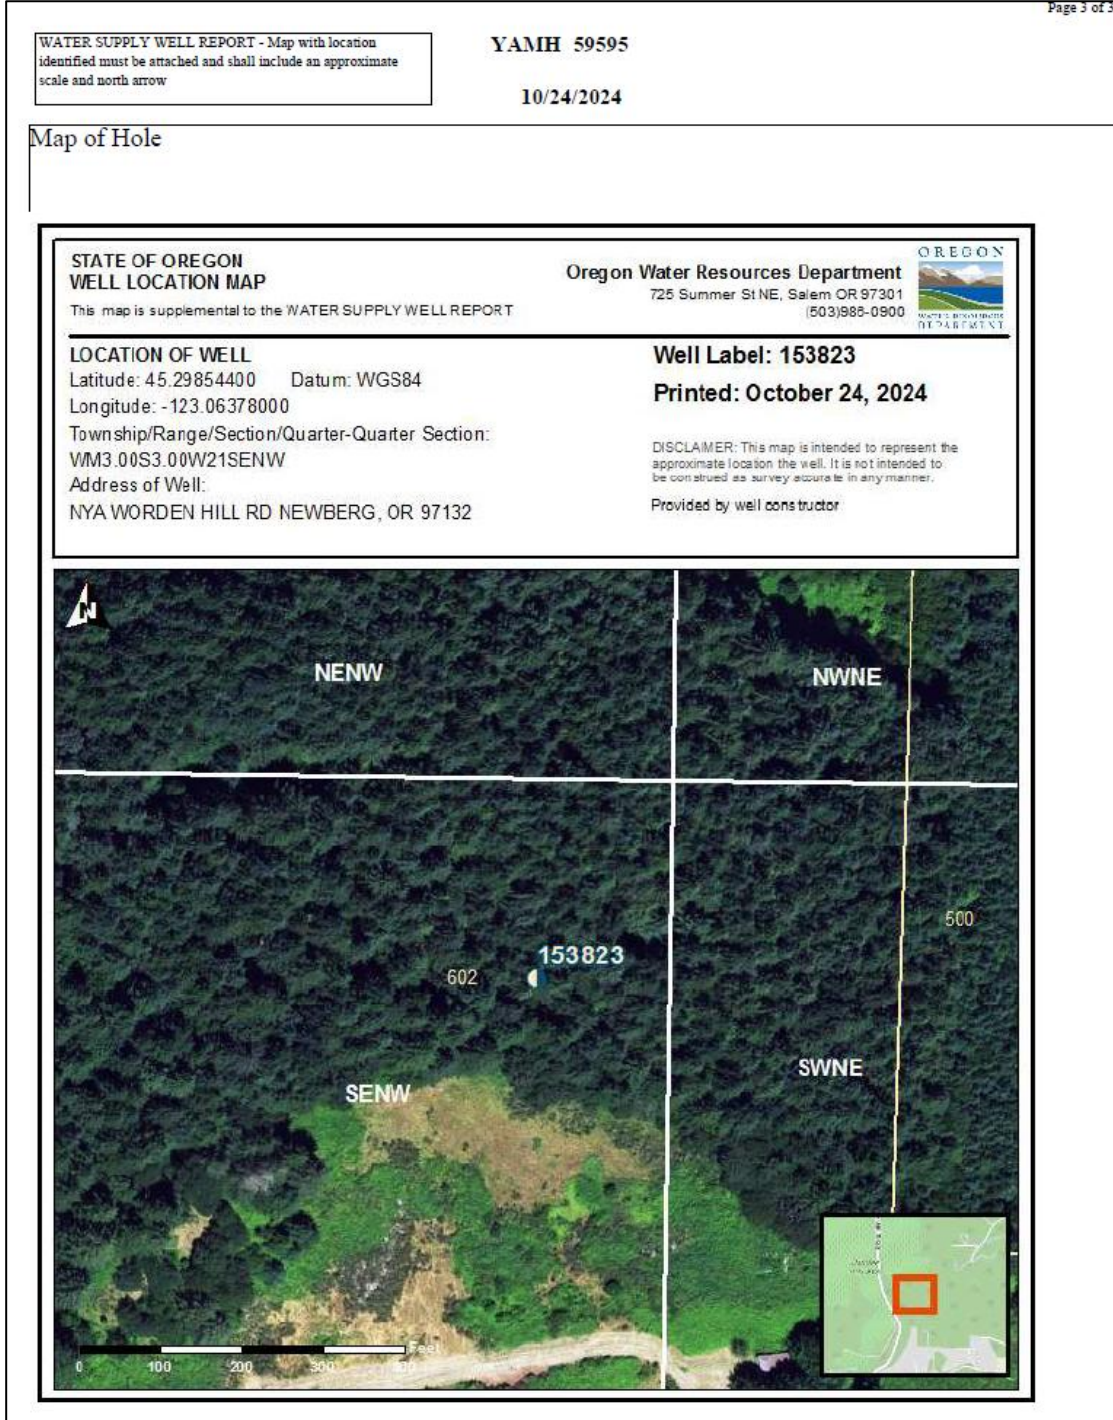 Page 3 of 3
WATER SUPPLY WELL REPORT - Map with location
identified must be attached and shall include an approximate
scale and north arrow
YAMH 59595
10/24/2024
Map of Hole
STATE OF OREGON
WELL LOCATION MAP
This map is supplemental to the WATER SUPPLY WELL REPORT
Oregon Water Resources Department
725 Summer St NE, Salem OR 97301
(503)986-0900
OREGON
WATER RESOURCES
DEPARTMENT
LOCATION OF WELL
Latitude: 45.29854400 Datum: WGS84
Longitude: -123.06378000
Township/Range/Section/Quarter-Quarter Section:
WM3.00S3.00W21SENW
Address of Well:
NYA WORDEN HILL RD NEWBERG, OR 97132
Well Label: 153823
Printed: October 24, 2024
DISCLAIMER: This map is intended to represent the
approximate location the well. It is not intended to
be construed as survey accurate in any manner.
Provided by well constructor
N
NENW
NWNE
500
153823
602
SWNE
SENW
Feet
0 100 200 300